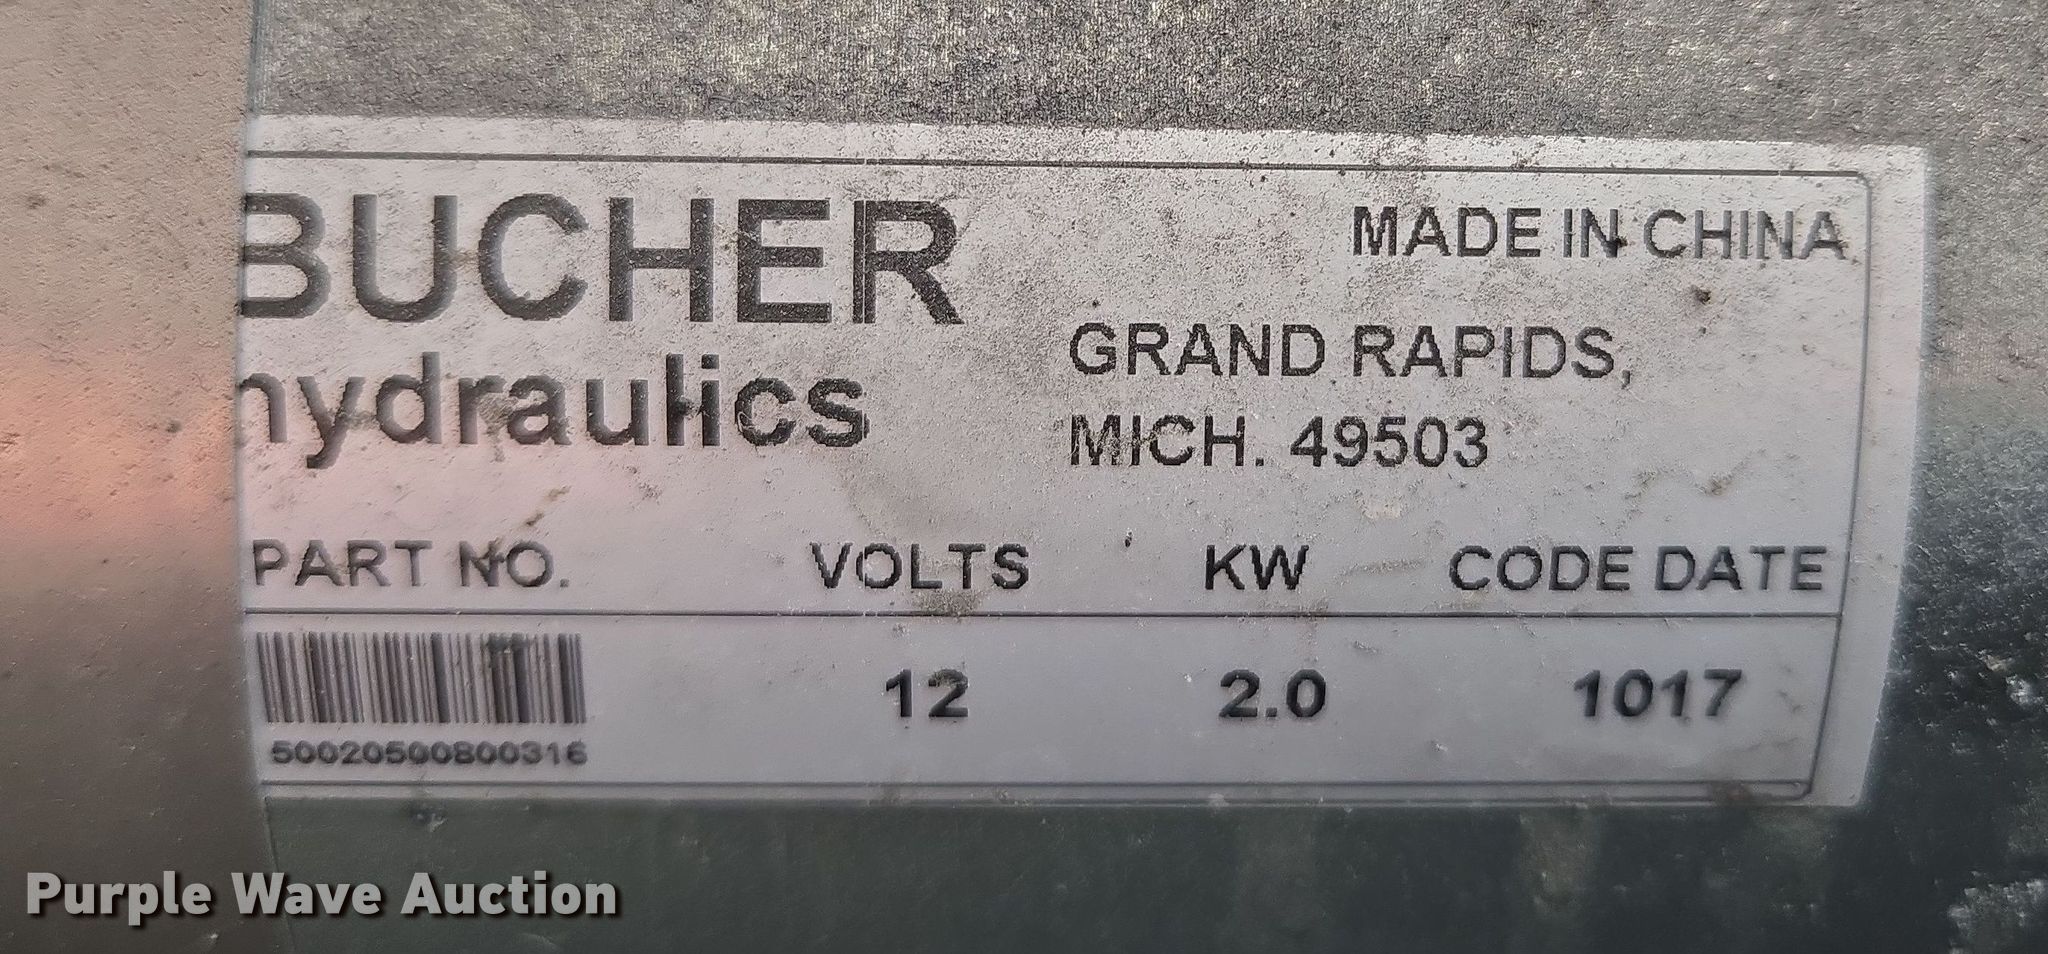 BUCHER
hydraulics
MADE IN CHINA
GRAND RAPIDS,
MICH. 49503
PART NO. VOLTS KW CODE DATE
12 2.0 1017
50020500800316
Purple Wave Auction